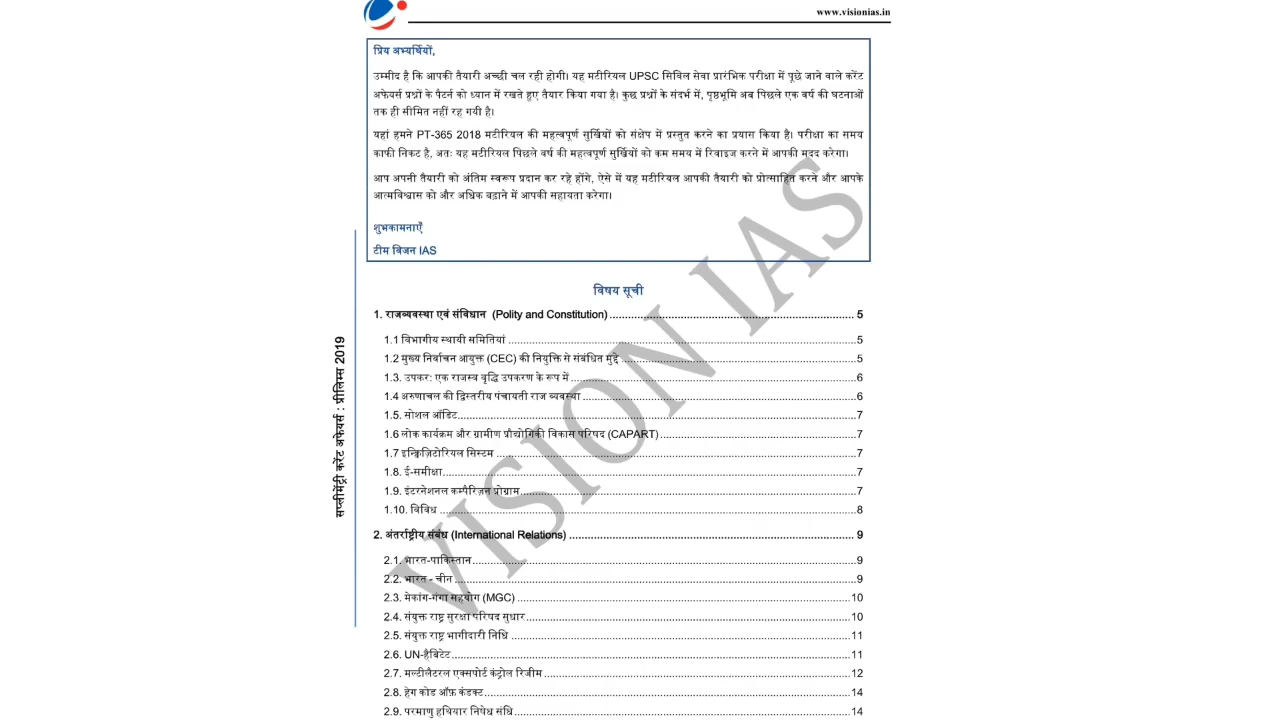 www.visionias.in
प्रिय अभ्यर्थियों,
उम्मीद है कि आपकी तैयारी अच्छी चल रही होगी। यह मटीरियल UPSC सिविल सेवा प्रारंभिक परीक्षा में पूछे जाने वाले करेंट
अफेयर्स प्रश्नों के पैटर्न को ध्यान में रखते हुए तैयार किया गया है। कुछ प्रश्नों के संदर्भ में, पृष्ठभूमि अब पिछले एक वर्ष की घटनाओं
तक ही सीमित नहीं रह गयी है।
यहां हमने PT-365 2018 मटीरियल की महत्वपूर्ण सुर्खियों को संक्षेप में प्रस्तुत करने का प्रयास किया है। परीक्षा का समय
काफी निकट है, अतः यह मटीरियल पिछले वर्ष की महत्वपूर्ण सुर्खियों को कम समय में रिवाइज करने में आपकी मदद करेगा।
आप अपनी तैयारी को अंतिम स्वरूप प्रदान कर रहे होंगे, ऐसे में यह मटीरियल आपकी तैयारी को प्रोत्साहित करने और आपके
आत्मविश्वास को और अधिक बढ़ाने में आपकी सहायता करेगा।
शुभकामनाएँ
टीम विजन IAS
विषय सूची
1. राजव्यवस्था एवं संविधान (Polity and Constitution) ........ 5
1.1 विभागीय स्थायी समितियां ........ 5
1.2 मुख्य निर्वाचन आयुक्त (CEC) की नियुक्ति से संबंधित मुद्दे ........ 5
1.3. उपकर: एक राजस्व वृद्धि उपकरण के रूप में ........ 6
1.4 अरुणाचल की द्विस्तरीय पंचायती राज व्यवस्था ........ 6
1.5. सोशल ऑडिट ........ 7
1.6 लोक कार्यक्रम और ग्रामीण प्रौद्योगिकी विकास परिषद (CAPART) ........ 7
1.7 इन्क्विज़िटोरियल सिस्टम ........ 7
1.8. ई-समीक्षा ........ 7
1.9. इंटरनेशनल कम्पैरिज़न प्रोग्राम ........ 7
1.10. विविध ........ 8
2. अंतर्राष्ट्रीय संबंध (International Relations) ........ 9
2.1. भारत-पाकिस्तान ........ 9
2.2. भारत - चीन ........ 9
2.3. मेकांग-गंगा सहयोग (MGC) ........ 10
2.4. संयुक्त राष्ट्र सुरक्षा परिषद सुधार ........ 10
2.5. संयुक्त राष्ट्र भागीदारी निधि ........ 11
2.6. UN-हैबिटेट ........ 11
2.7. मल्टीलैटरल एक्सपोर्ट कंट्रोल रिजीम ........ 12
2.8. हेग कोड ऑफ़ कंडक्ट ........ 14
2.9. परमाणु हथियार निषेध संधि ........ 14
सप्लीमेंट्री करेंट अफेयर्स : प्रीलिम्स 2019
VISION IAS